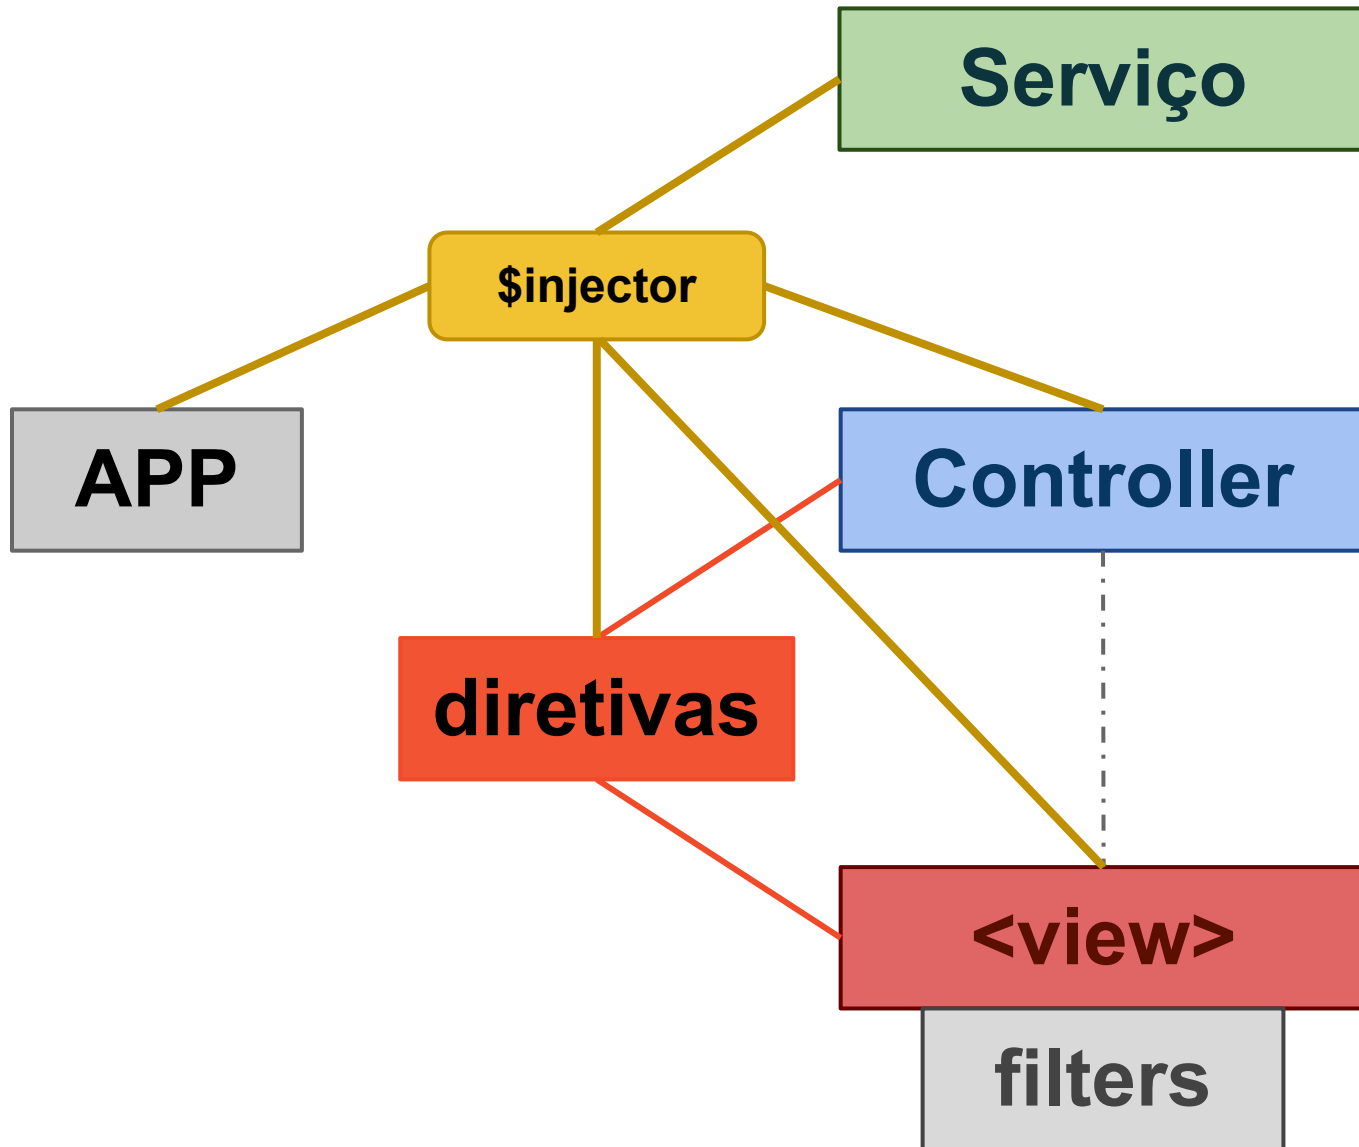 Serviço
$injector
APP
Controller
diretivas
<view>
filters